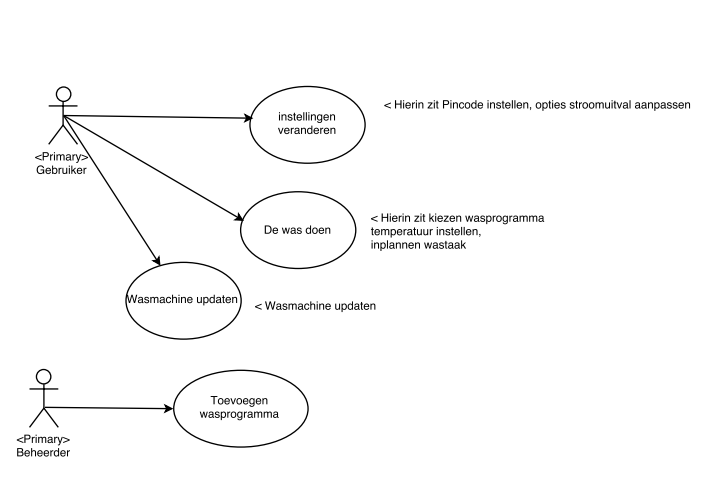 < Hierin zit Pincode instellen, opties stroomuitval aanpassen
instellingen
veranderen
<Primary>
Gebruiker
De was doen
< Hierin zit kiezen wasprogramma
temperatuur instellen,
inplannen wastaak
Wasmachine updaten
< Wasmachine updaten
Toevoegen
wasprogramma
<Primary>
Beheerder